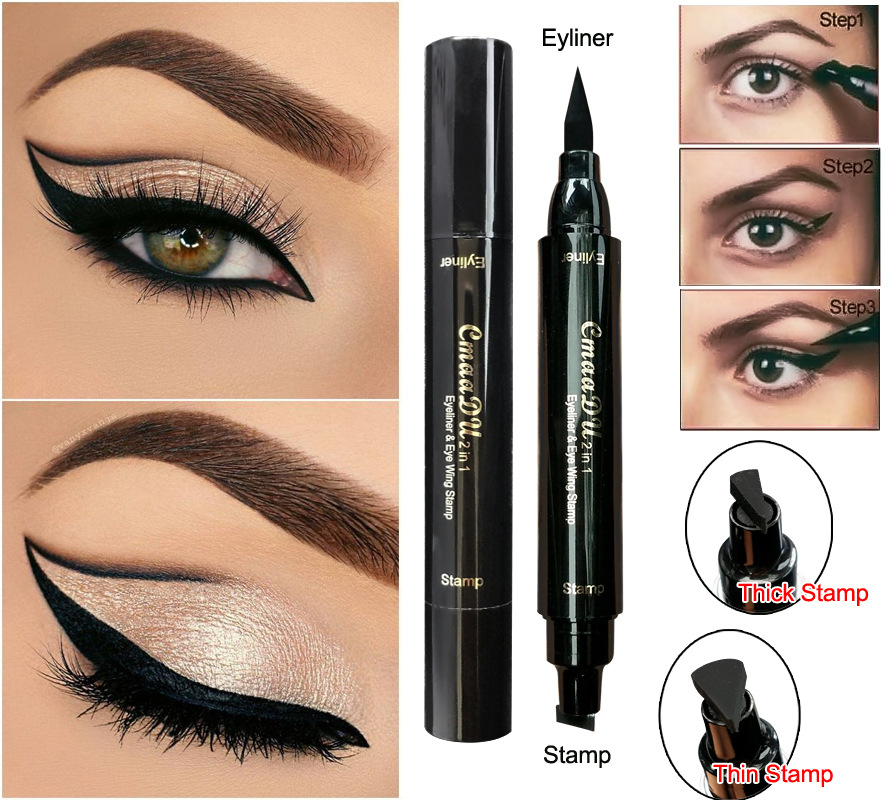 Eyliner
Eyliner
CmaaDU 2 in 1
Eyeliner & Eye Wing Stamp
Stamp
Eyliner
CmaaDU 2 in 1
Eyeliner & Eye Wing Stamp
Stamp
Stamp
Step1
Step2
Step3
Thick Stamp
Thin Stamp